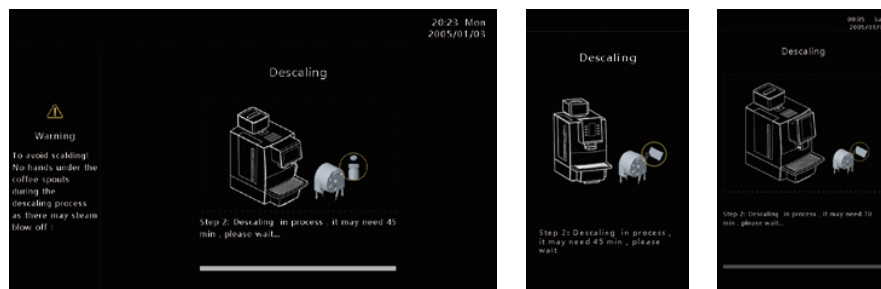 20:23 Mon
2005/01/03
Descaling
Warning
To avoid scalding!
No hands under the
coffee spouts
during the
descaling process
as there may steam
blow off !
Step 2: Descaling in process , it may need 45
min , please wait...
Descaling
Step 2: Descaling in process ,
it may need 45 min , please
wait
00:05
Descaling
Step 2: Descaling in process , it may need 20
min , please wait...